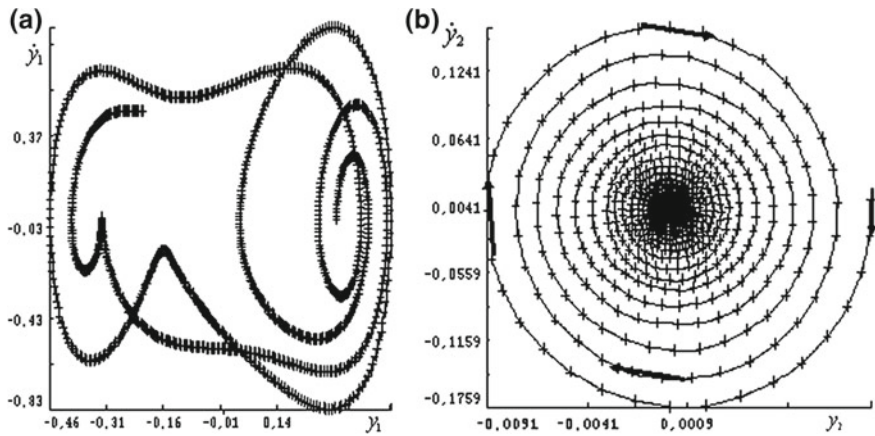 (a)
ẏ₁
0,37
-0,03
-0,43
-0,83
-0,46 -0,31 -0,16 -0,01 0,14 y₁
(b)
ẏ₂
0,1241
0,0641
0,0041
-0,0559
-0,1159
-0,1759
-0,0091 -0,0041 0,0009 y₂